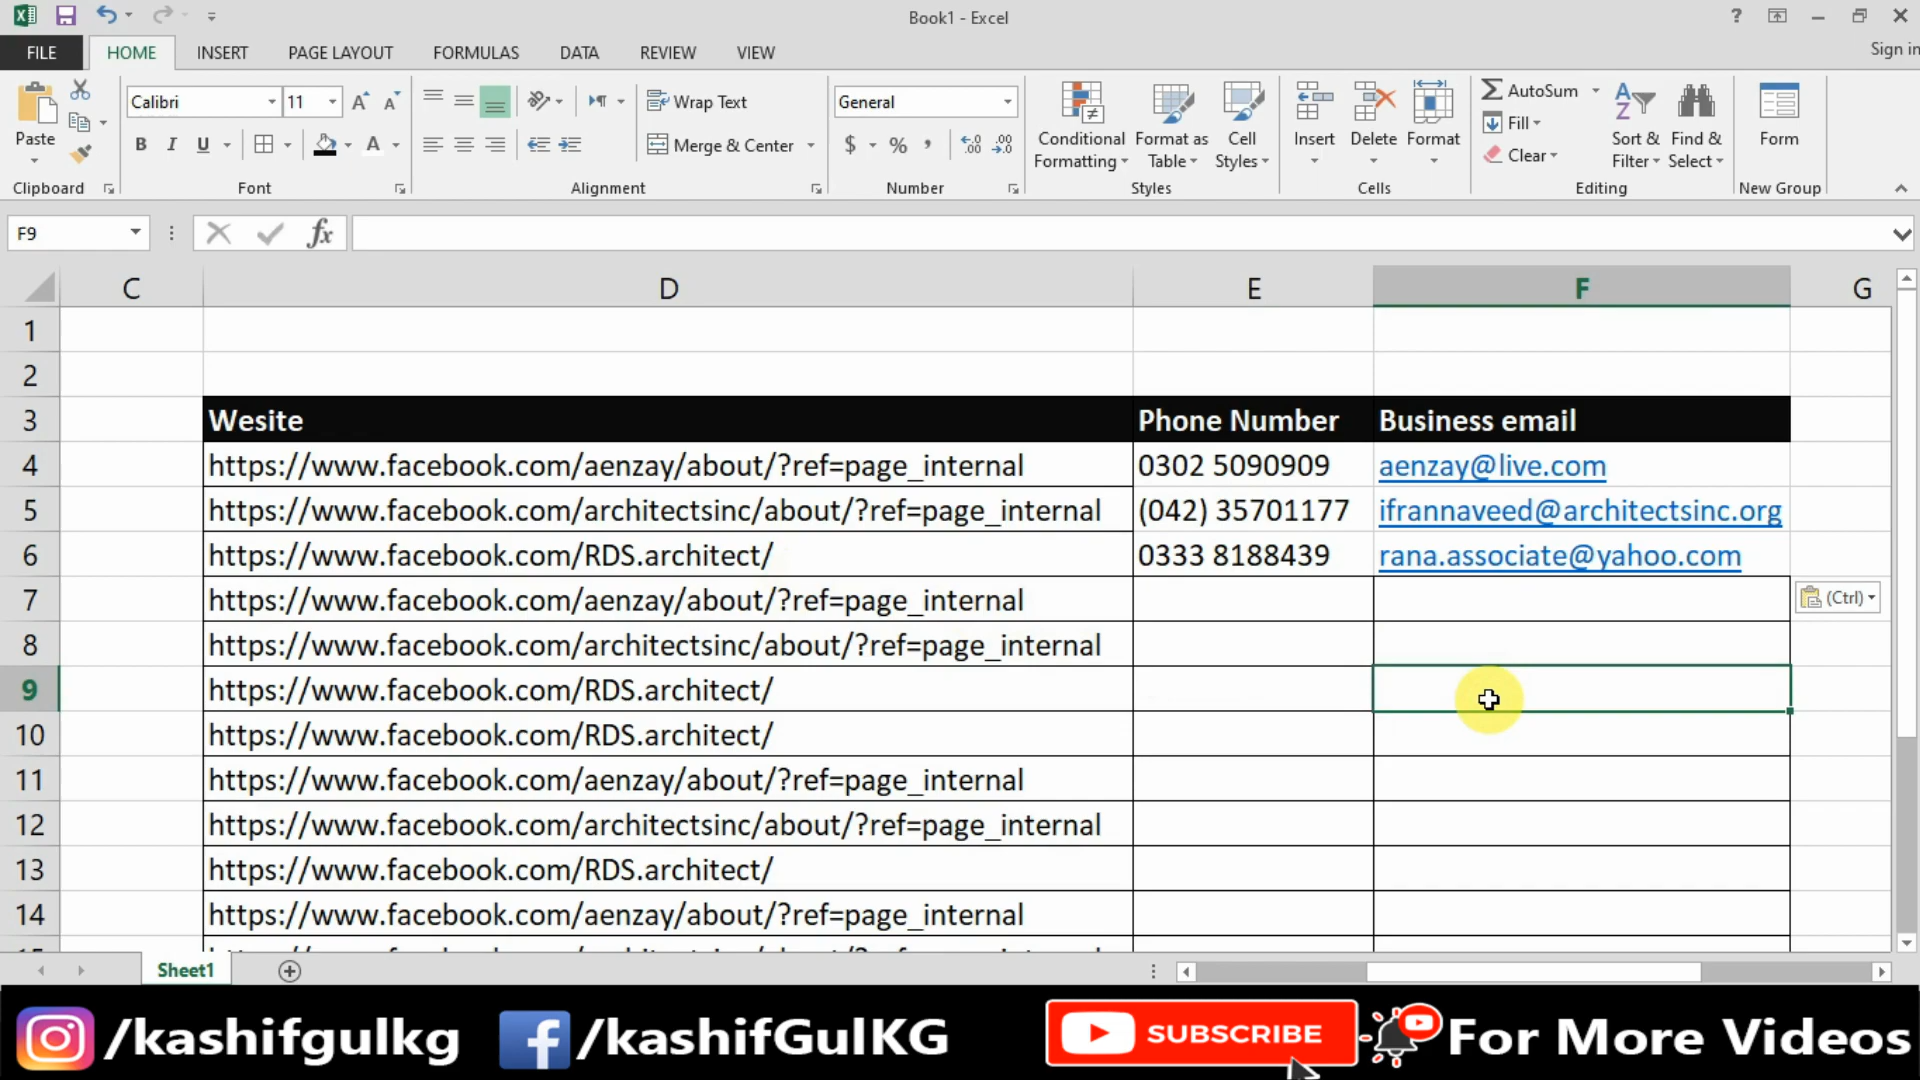 Book1 - Excel
?
Sign in
FILE HOME INSERT PAGE LAYOUT FORMULAS DATA REVIEW VIEW
Paste
Clipboard
Calibri 11
B I U
Font
Wrap Text
Merge & Center
Alignment
General
$ % ,
Number
Conditional Formatting
Format as Table
Cell Styles
Styles
Insert Delete Format
Cells
AutoSum
Fill
Clear
Sort & Filter
Find & Select
Editing
Form
New Group
F9
fx
C D E F G
1
2
3 Wesite Phone Number Business email
4 https://www.facebook.com/aenzay/about/?ref=page_internal 0302 5090909 aenzay@live.com
5 https://www.facebook.com/architectsinc/about/?ref=page_internal (042) 35701177 ifrannaveed@architectsinc.org
6 https://www.facebook.com/RDS.architect/ 0333 8188439 rana.associate@yahoo.com
7 https://www.facebook.com/aenzay/about/?ref=page_internal (Ctrl)
8 https://www.facebook.com/architectsinc/about/?ref=page_internal
9 https://www.facebook.com/RDS.architect/
10 https://www.facebook.com/RDS.architect/
11 https://www.facebook.com/aenzay/about/?ref=page_internal
12 https://www.facebook.com/architectsinc/about/?ref=page_internal
13 https://www.facebook.com/RDS.architect/
14 https://www.facebook.com/aenzay/about/?ref=page_internal
Sheet1
/kashifgulkg /kashifGulKG SUBSCRIBE For More Videos